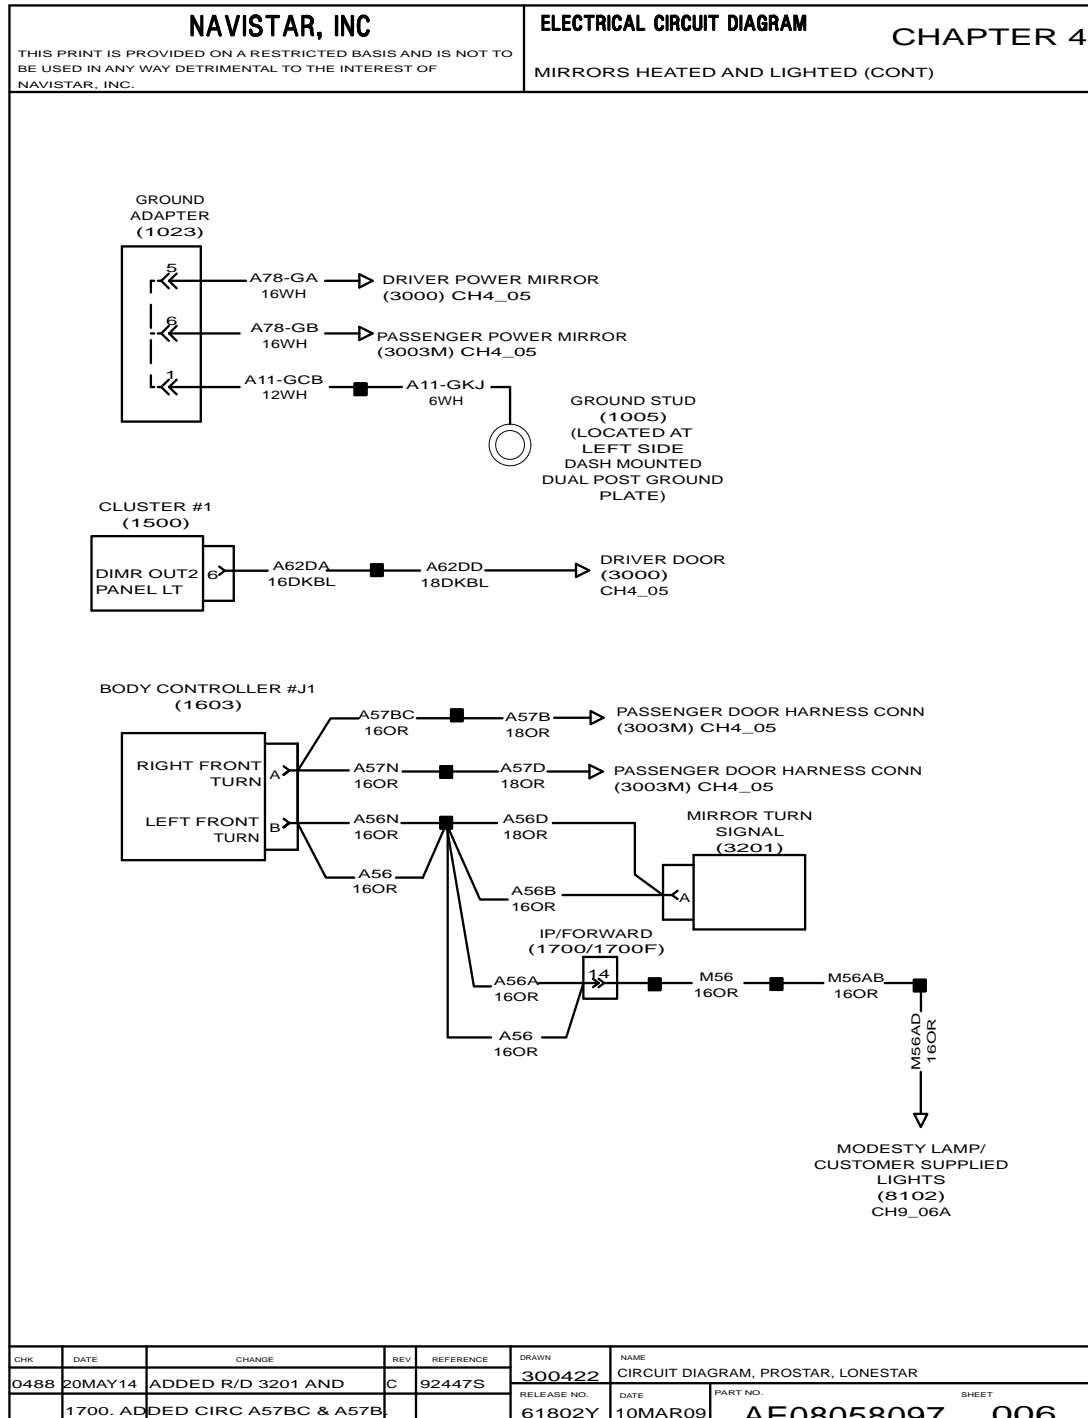 NAVISTAR, INC
THIS PRINT IS PROVIDED ON A RESTRICTED BASIS AND IS NOT TO
BE USED IN ANY WAY DETRIMENTAL TO THE INTEREST OF
NAVISTAR, INC.
ELECTRICAL CIRCUIT DIAGRAM
CHAPTER 4
MIRRORS HEATED AND LIGHTED (CONT)
GROUND
ADAPTER
(1023)
5
A78-GA
16WH
DRIVER POWER MIRROR
(3000) CH4_05
6
A78-GB
16WH
PASSENGER POWER MIRROR
(3003M) CH4_05
1
A11-GCB
12WH
A11-GKJ
6WH
GROUND STUD
(1005)
(LOCATED AT
LEFT SIDE
DASH MOUNTED
DUAL POST GROUND
PLATE)
CLUSTER #1
(1500)
DIMR OUT2
PANEL LT
6
A62DA
16DKBL
A62DD
18DKBL
DRIVER DOOR
(3000)
CH4_05
BODY CONTROLLER #J1
(1603)
RIGHT FRONT
TURN
A
LEFT FRONT
TURN
B
A57BC
16OR
A57B
18OR
PASSENGER DOOR HARNESS CONN
(3003M) CH4_05
A57N
16OR
A57D
18OR
PASSENGER DOOR HARNESS CONN
(3003M) CH4_05
A56N
16OR
A56D
18OR
MIRROR TURN
SIGNAL
(3201)
A
A56
16OR
A56B
16OR
IP/FORWARD
(1700/1700F)
14
A56A
16OR
M56
16OR
M56AB
16OR
A56
16OR
M56AD
16OR
MODESTY LAMP/
CUSTOMER SUPPLIED
LIGHTS
(8102)
CH9_06A
CHK DATE CHANGE REV REFERENCE
0488 20MAY14 ADDED R/D 3201 AND C 92447S
1700. ADDED CIRC A57BC & A57B.
DRAWN
300422
NAME
CIRCUIT DIAGRAM, PROSTAR, LONESTAR
RELEASE NO.
61802Y
DATE
10MAR09
PART NO.
AE08058097
SHEET
006